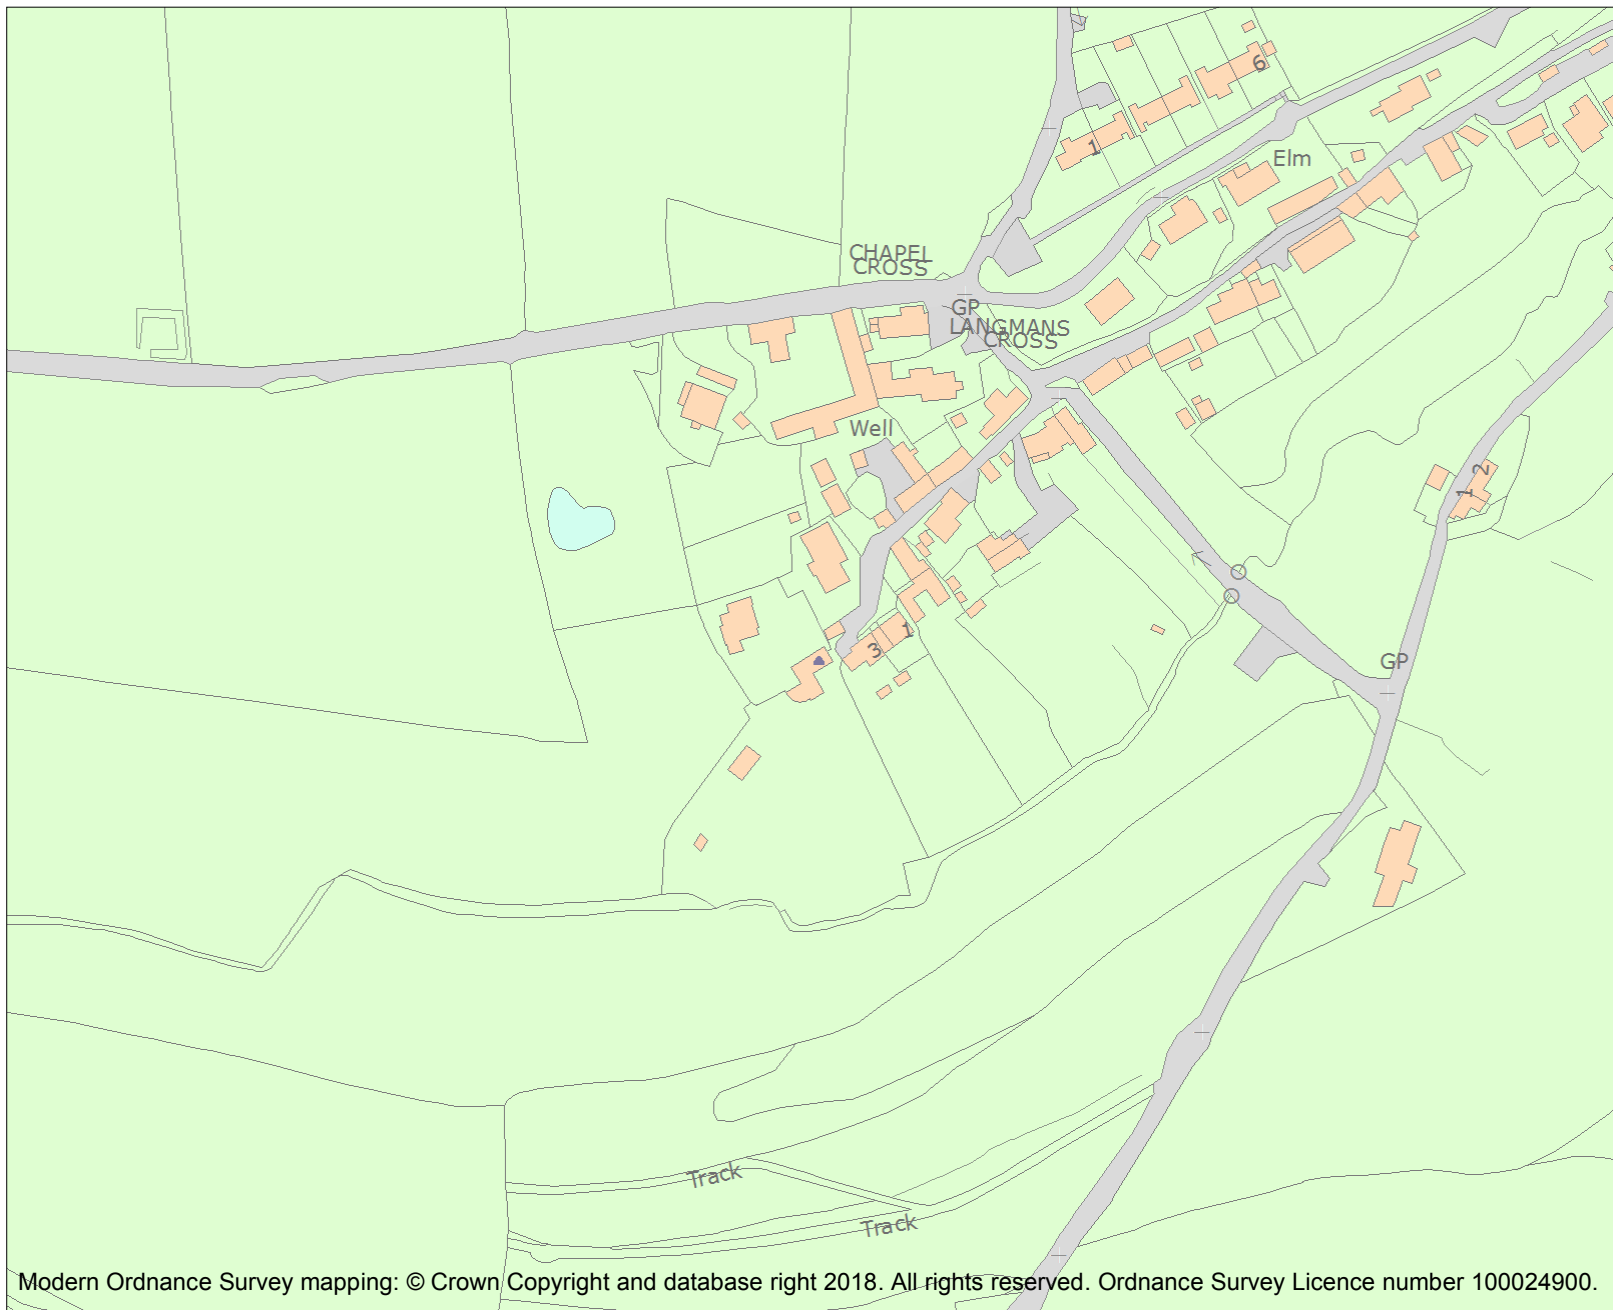 6
1
Elm
CHAPEL
CROSS
GP
LANGMANS
CROSS
Well
2
1
1
3
GP
Track
Track
Modern Ordnance Survey mapping: © Crown Copyright and database right 2018. All rights reserved. Ordnance Survey Licence number 100024900.